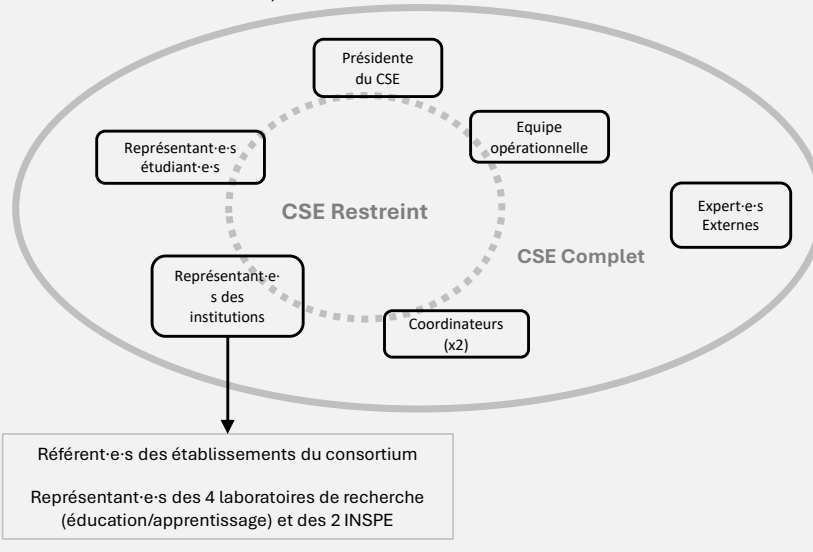 Présidente
du CSE
Equipe
opérationnelle
Représentant·e·s
étudiant·e·s
Expert·e·s
Externes
CSE Restreint
CSE Complet
Représentant·e·
s des
institutions
Coordinateurs
(x2)
Référent·e·s des établissements du consortium
Représentant·e·s des 4 laboratoires de recherche
(éducation/apprentissage) et des 2 INSPE